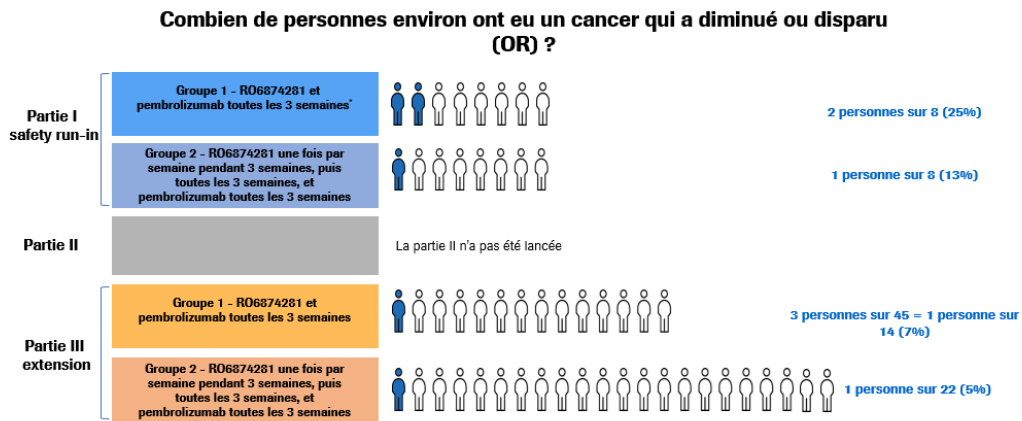 Combien de personnes environ ont eu un cancer qui a diminué ou disparu
(OR) ?
Partie I
safety run-in
Groupe 1 - RO6874281 et
pembrolizumab toutes les 3 semaines*
2 personnes sur 8 (25%)
Groupe 2 - RO6874281 une fois par
semaine pendant 3 semaines, puis
toutes les 3 semaines, et
pembrolizumab toutes les 3 semaines
1 personne sur 8 (13%)
Partie II
La partie II n'a pas été lancée
Partie III
extension
Groupe 1 - RO6874281 et
pembrolizumab toutes les 3 semaines
3 personnes sur 45 = 1 personne sur
14 (7%)
Groupe 2 - RO6874281 une fois par
semaine pendant 3 semaines, puis
toutes les 3 semaines, et
pembrolizumab toutes les 3 semaines
1 personne sur 22 (5%)